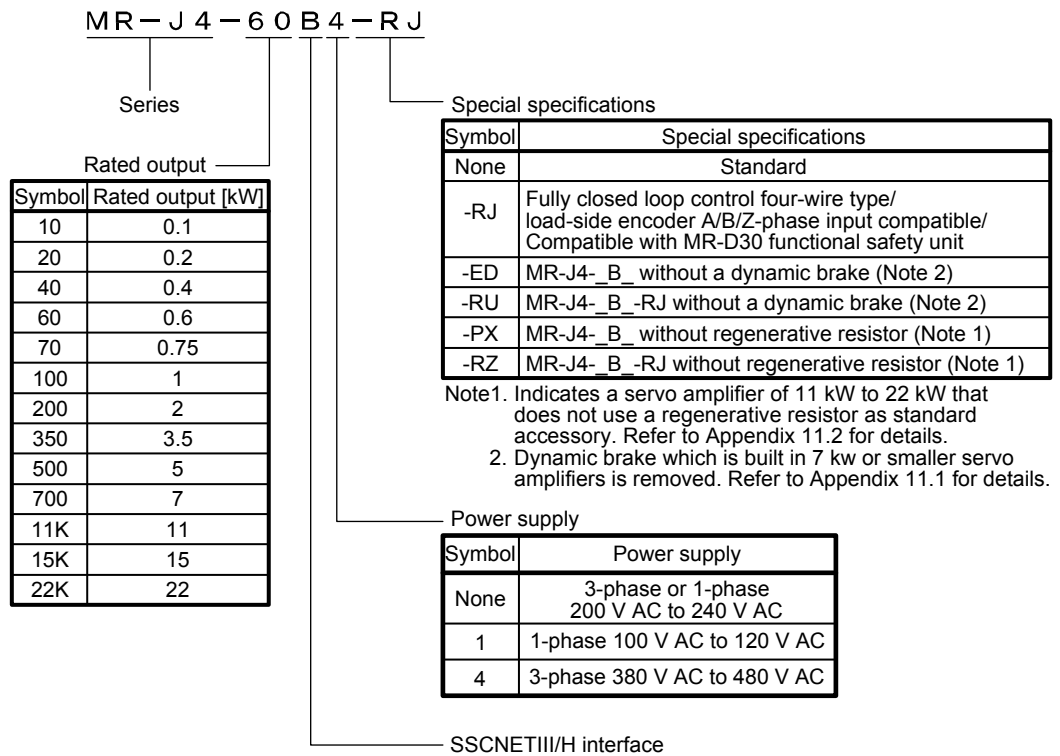 MR-J4-60B4-RJ
Series
Rated output
Symbol Rated output [kW]
10 0.1
20 0.2
40 0.4
60 0.6
70 0.75
100 1
200 2
350 3.5
500 5
700 7
11K 11
15K 15
22K 22
Special specifications
Symbol Special specifications
None Standard
-RJ Fully closed loop control four-wire type/
load-side encoder A/B/Z-phase input compatible/
Compatible with MR-D30 functional safety unit
-ED MR-J4-_B_ without a dynamic brake (Note 2)
-RU MR-J4-_B_-RJ without a dynamic brake (Note 2)
-PX MR-J4-_B_ without regenerative resistor (Note 1)
-RZ MR-J4-_B_-RJ without regenerative resistor (Note 1)
Note1. Indicates a servo amplifier of 11 kW to 22 kW that
does not use a regenerative resistor as standard
accessory. Refer to Appendix 11.2 for details.
2. Dynamic brake which is built in 7 kw or smaller servo
amplifiers is removed. Refer to Appendix 11.1 for details.
Power supply
Symbol Power supply
None 3-phase or 1-phase
200 V AC to 240 V AC
1 1-phase 100 V AC to 120 V AC
4 3-phase 380 V AC to 480 V AC
SSCNETIII/H interface